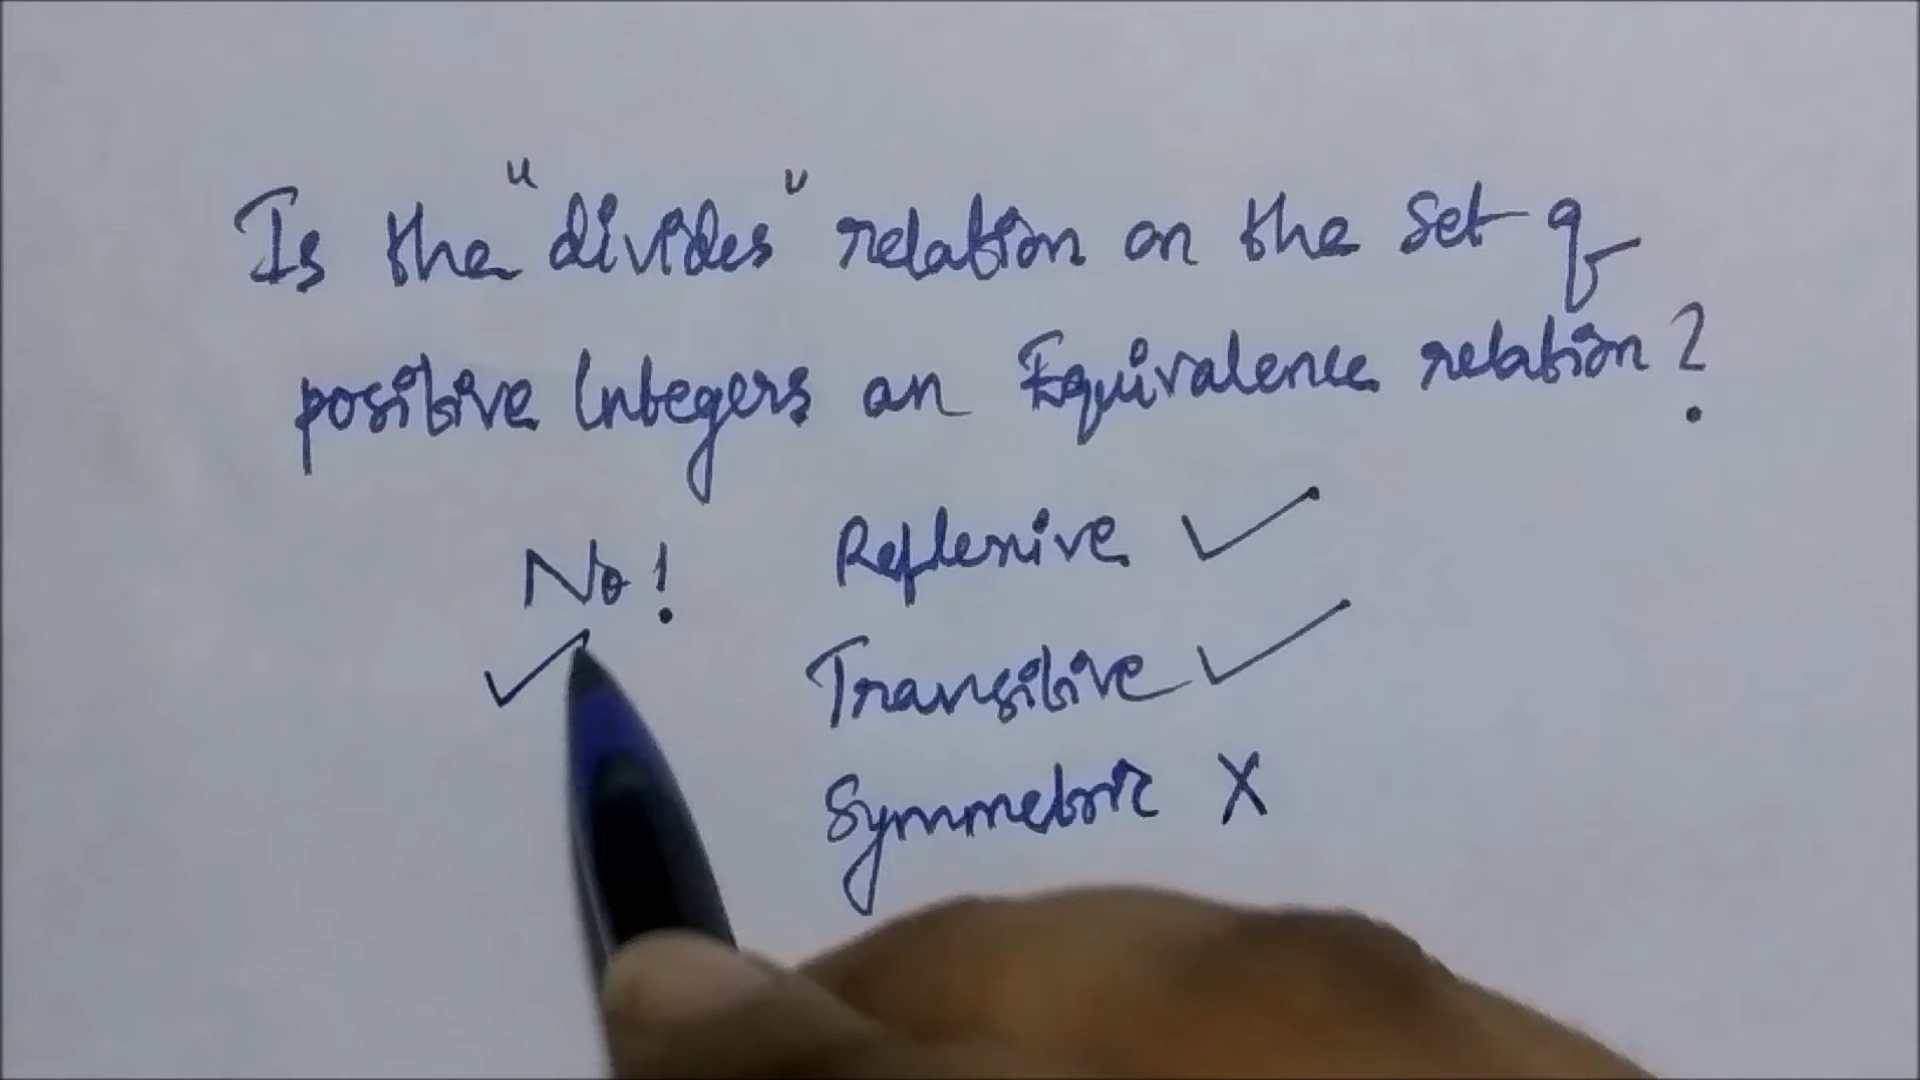 Is the "divides" relation on the set of
positive integers an Equivalence relation?
No!
Reflexive ✓
Transitive ✓
Symmetric X
✓